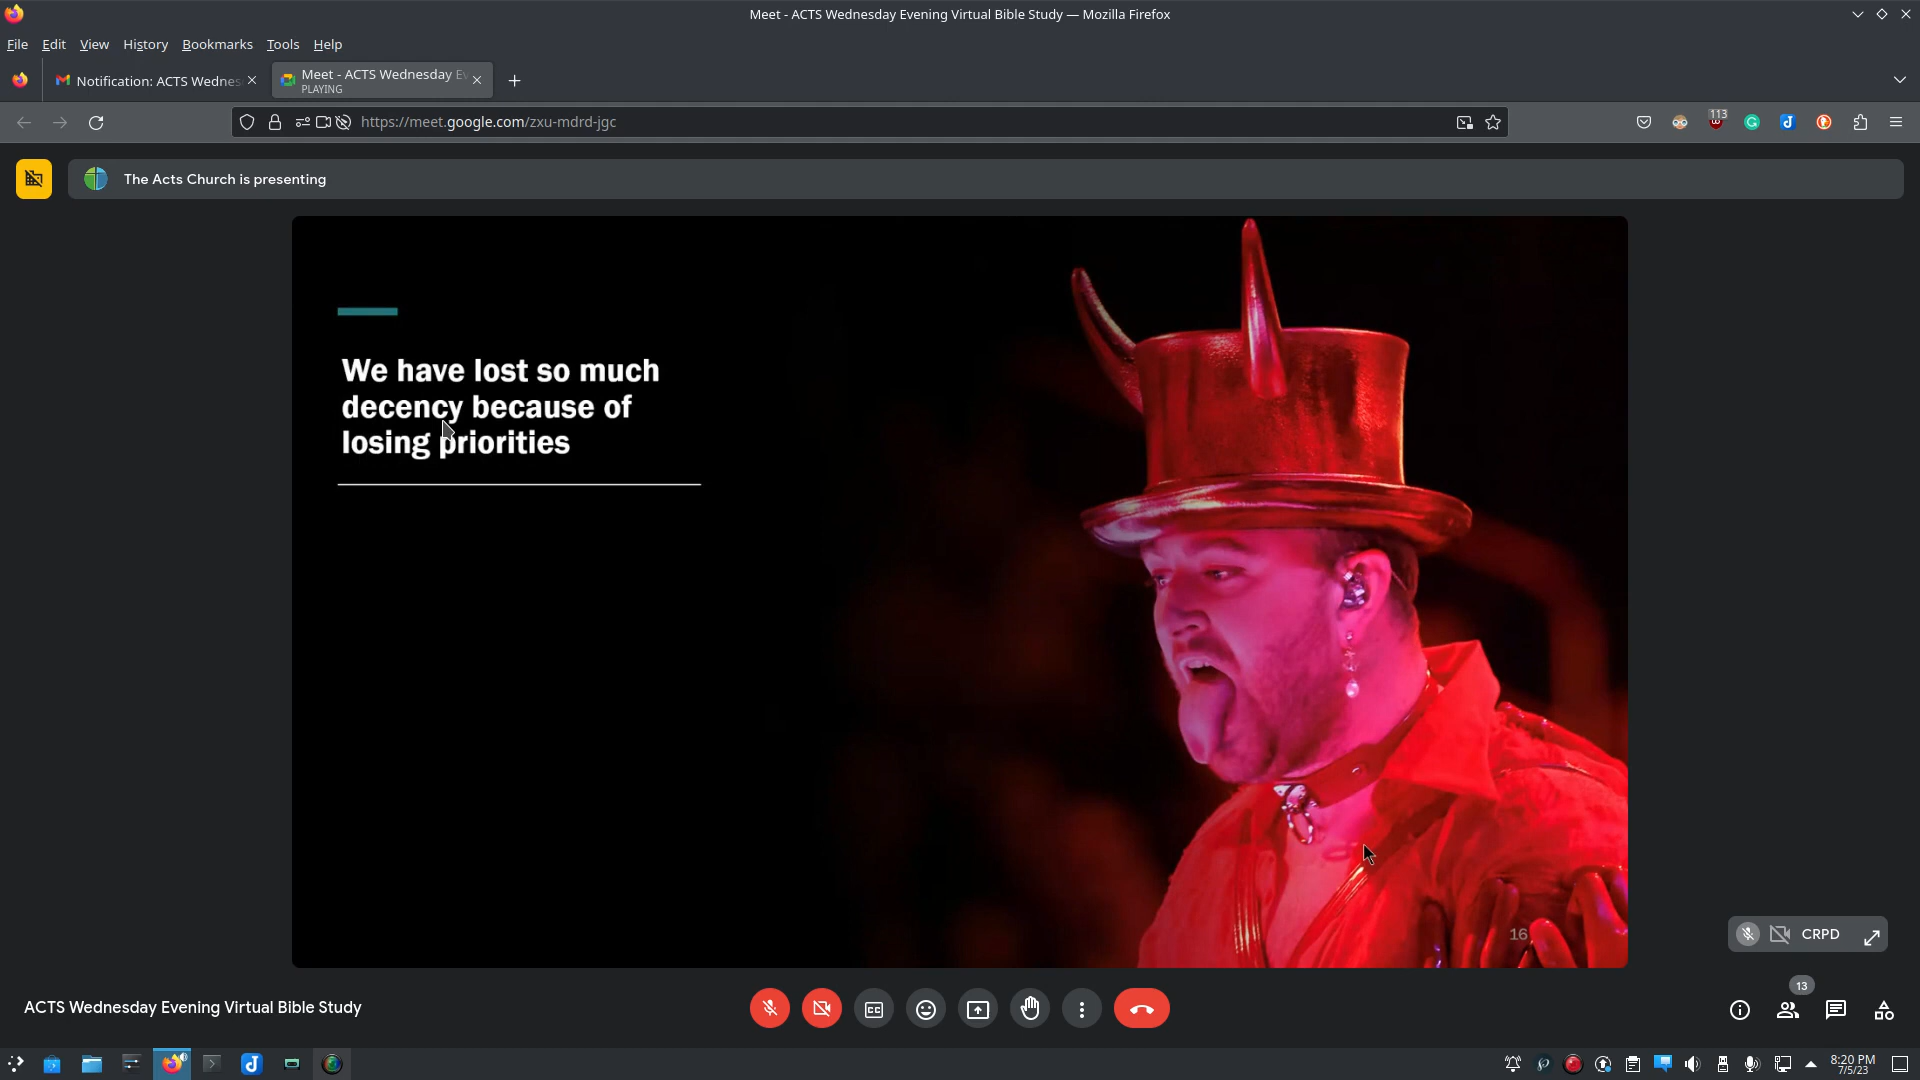 Meet - ACTS Wednesday Evening Virtual Bible Study — Mozilla Firefox
File Edit View History Bookmarks Tools Help
Notification: ACTS Wednes
Meet - ACTS Wednesday Ev
PLAYING
https://meet.google.com/zxu-mdrd-jgc
113
The Acts Church is presenting
We have lost so much
decency because of
losing priorities
16
CRPD
ACTS Wednesday Evening Virtual Bible Study
CC
13
8:20 PM
7/5/23